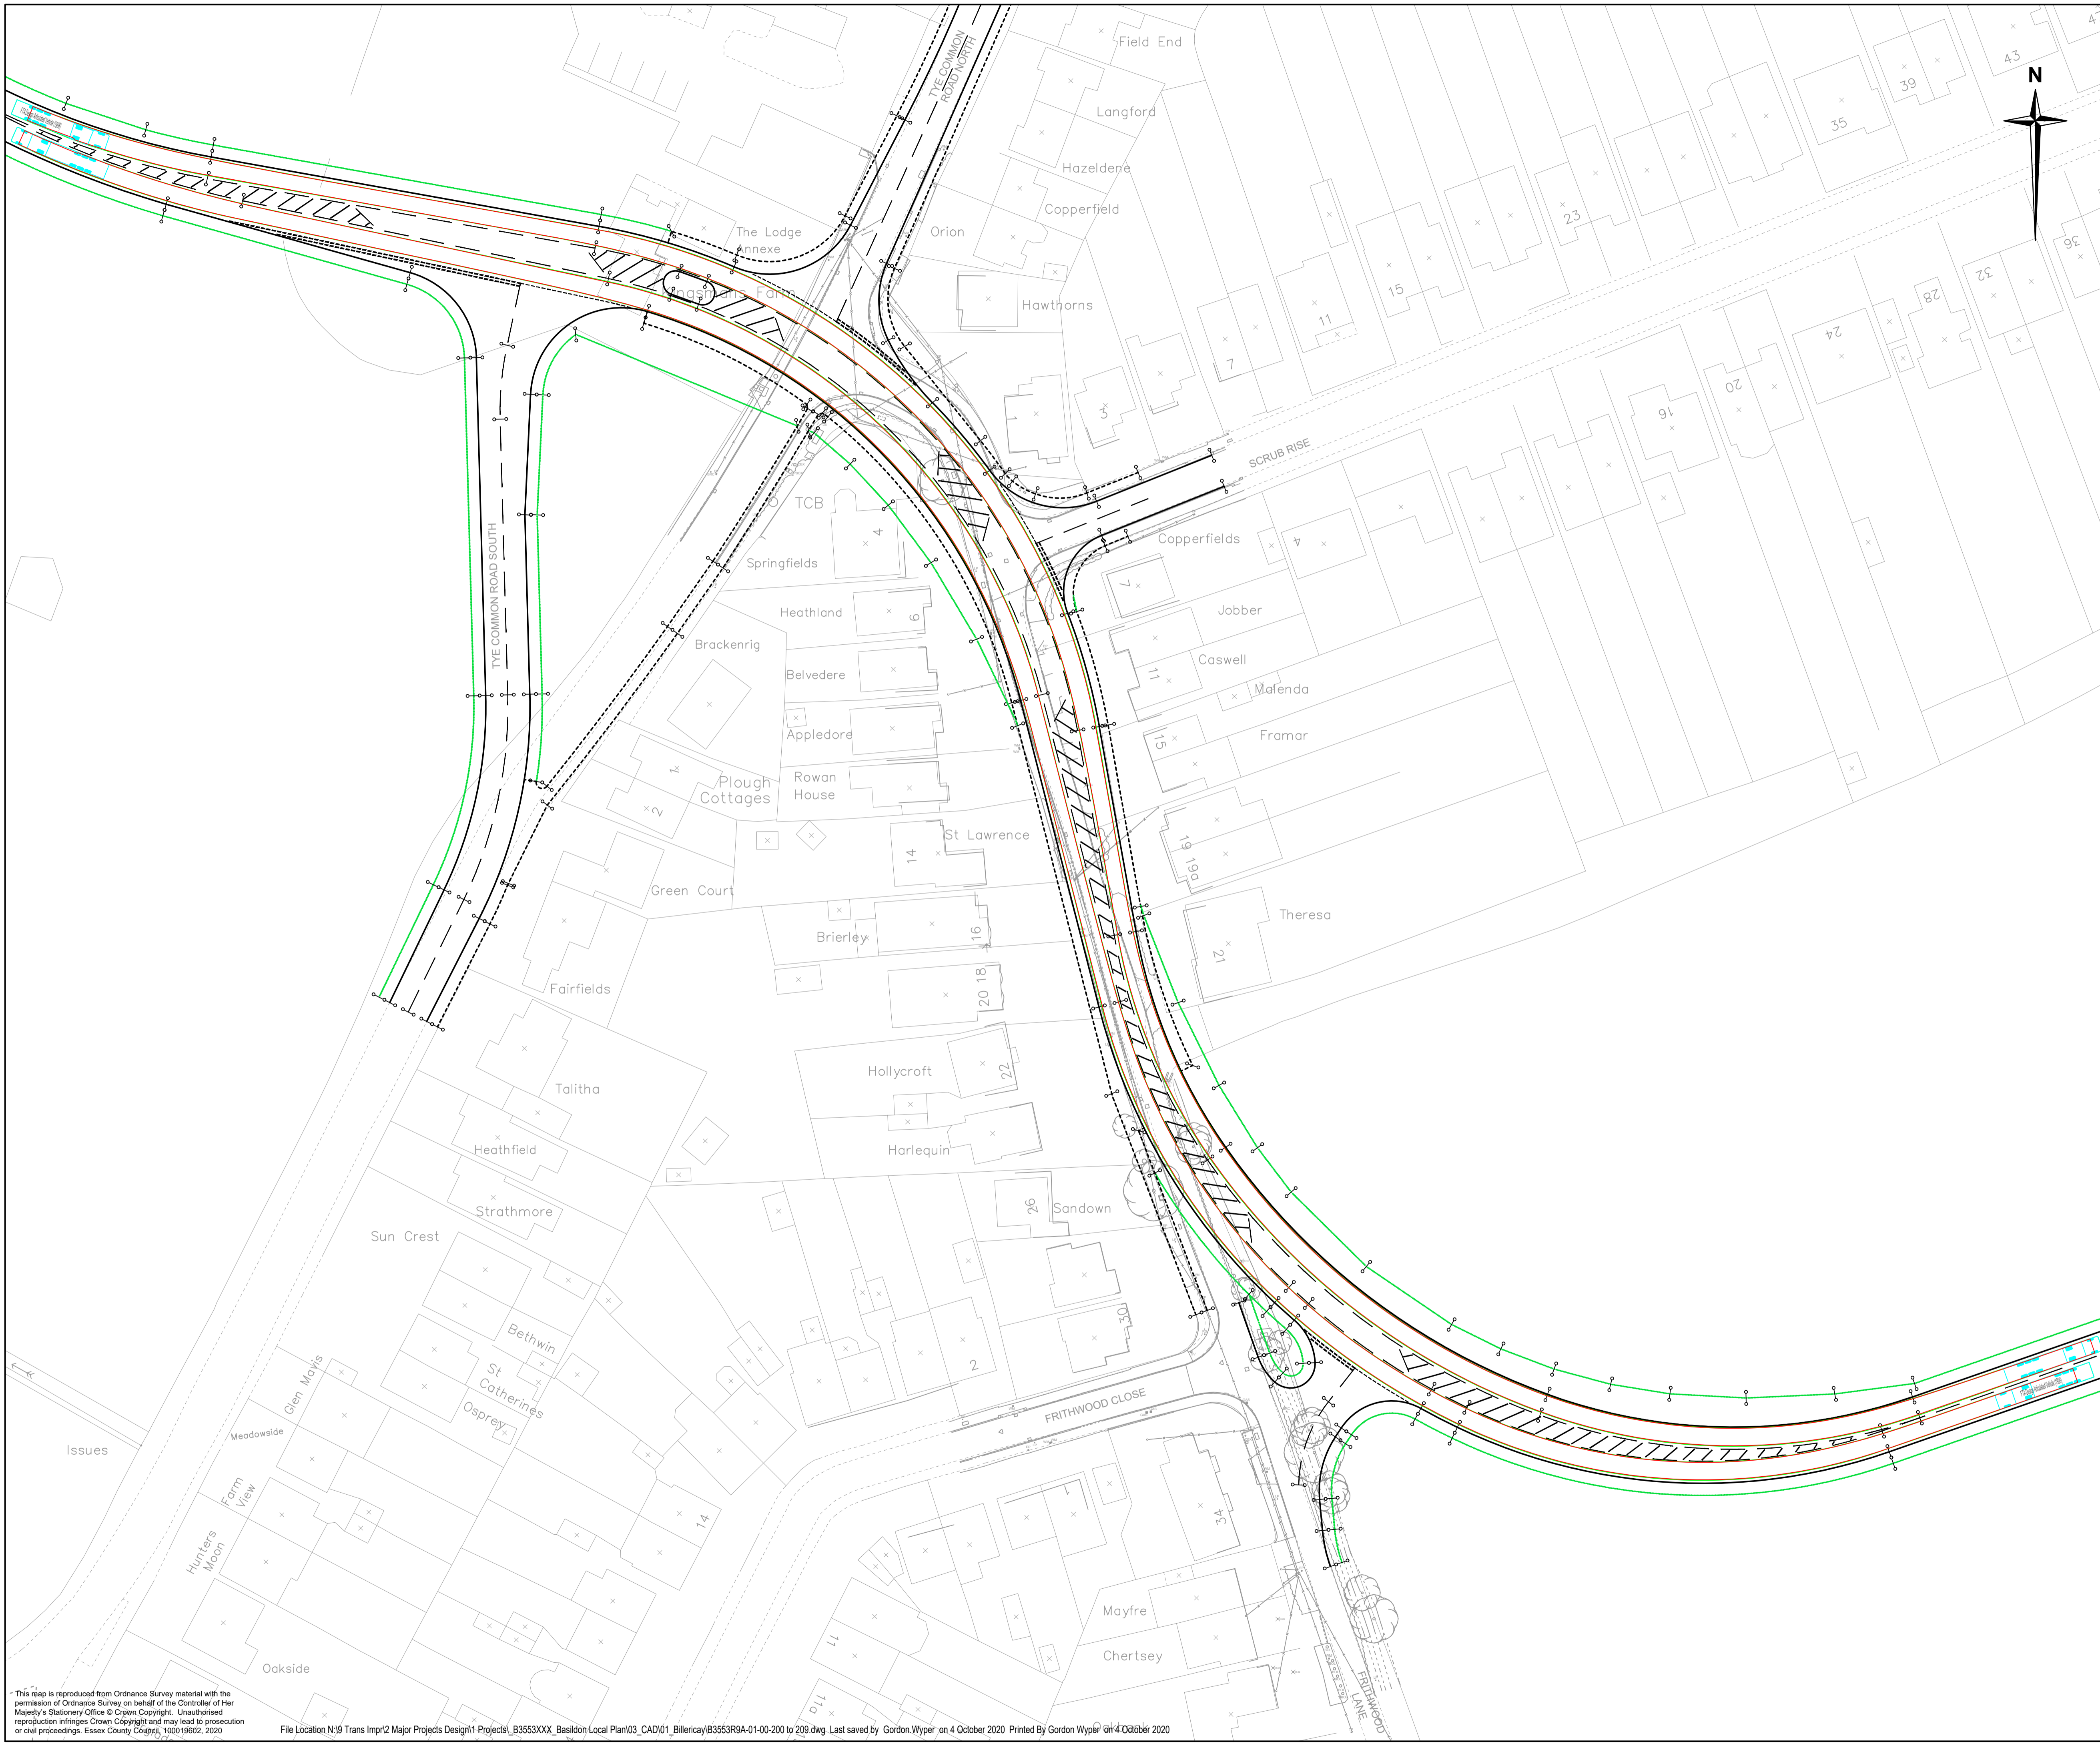 Field End
TYE COMMON
ROAD NORTH
43
39
N
Langford
35
Hazeldene
Copperfield
23
The Lodge
Annexe
Orion
36
32
Kingsmans Farm
Hawthorns
15
28
11
24
7
20
1
3
16
SCRUB RISE
TCB
4
TYE COMMON ROAD SOUTH
Copperfields
4
Springfields
7
Heathland
6
Jobber
Brackenrig
Caswell
11
Belvedere
Malenda
Appledore
15
Framar
1
Plough
Cottages
Rowan
House
2
St Lawrence
14
19 19a
Green Court
Theresa
Brierley
16
21
Fairfields
20 18
Hollycroft
22
Talitha
Harlequin
Heathfield
26
Sandown
Strathmore
Sun Crest
30
Bethwin
2
St
Catherines
Glen Mavis
FRITHWOOD CLOSE
Osprey
Meadowside
Issues
Farm
View
1
14
34
Hunters
Moon
Mayfre
11
Chertsey
Oakside
11a
FRITHWOOD
LANE
This map is reproduced from Ordnance Survey material with the
permission of Ordnance Survey on behalf of the Controller of Her
Majesty's Stationery Office © Crown Copyright. Unauthorised
reproduction infringes Crown Copyright and may lead to prosecution
or civil proceedings. Essex County Council, 100019602, 2020
File Location N:\9 Trans Impr\2 Major Projects Design\1 Projects\_B3553XXX_Basildon Local Plan\03_CAD\01_Billericay\B3553R9A-01-00-200 to 209.dwg Last saved by Gordon.Wyper on 4 October 2020 Printed By Gordon Wyper on 4 October 2020